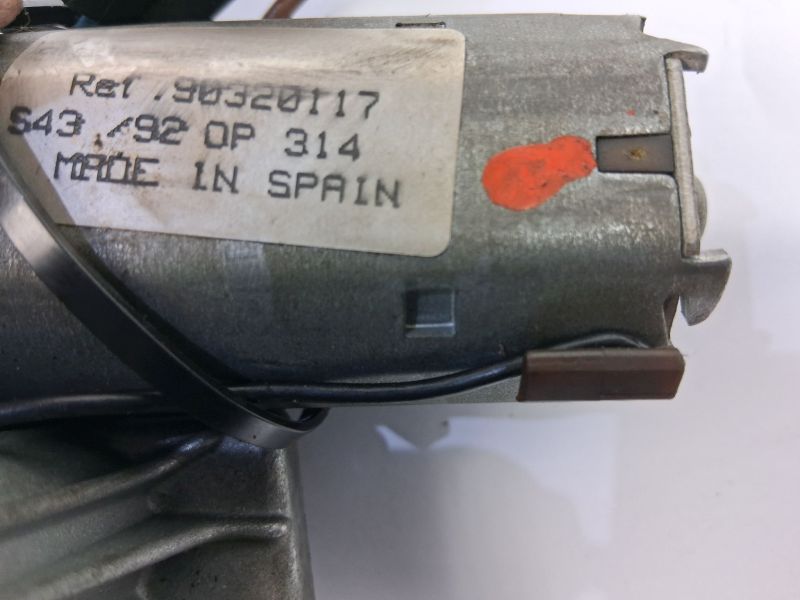 Ref .90320117
S43 /92 OP 314
MADE IN SPAIN